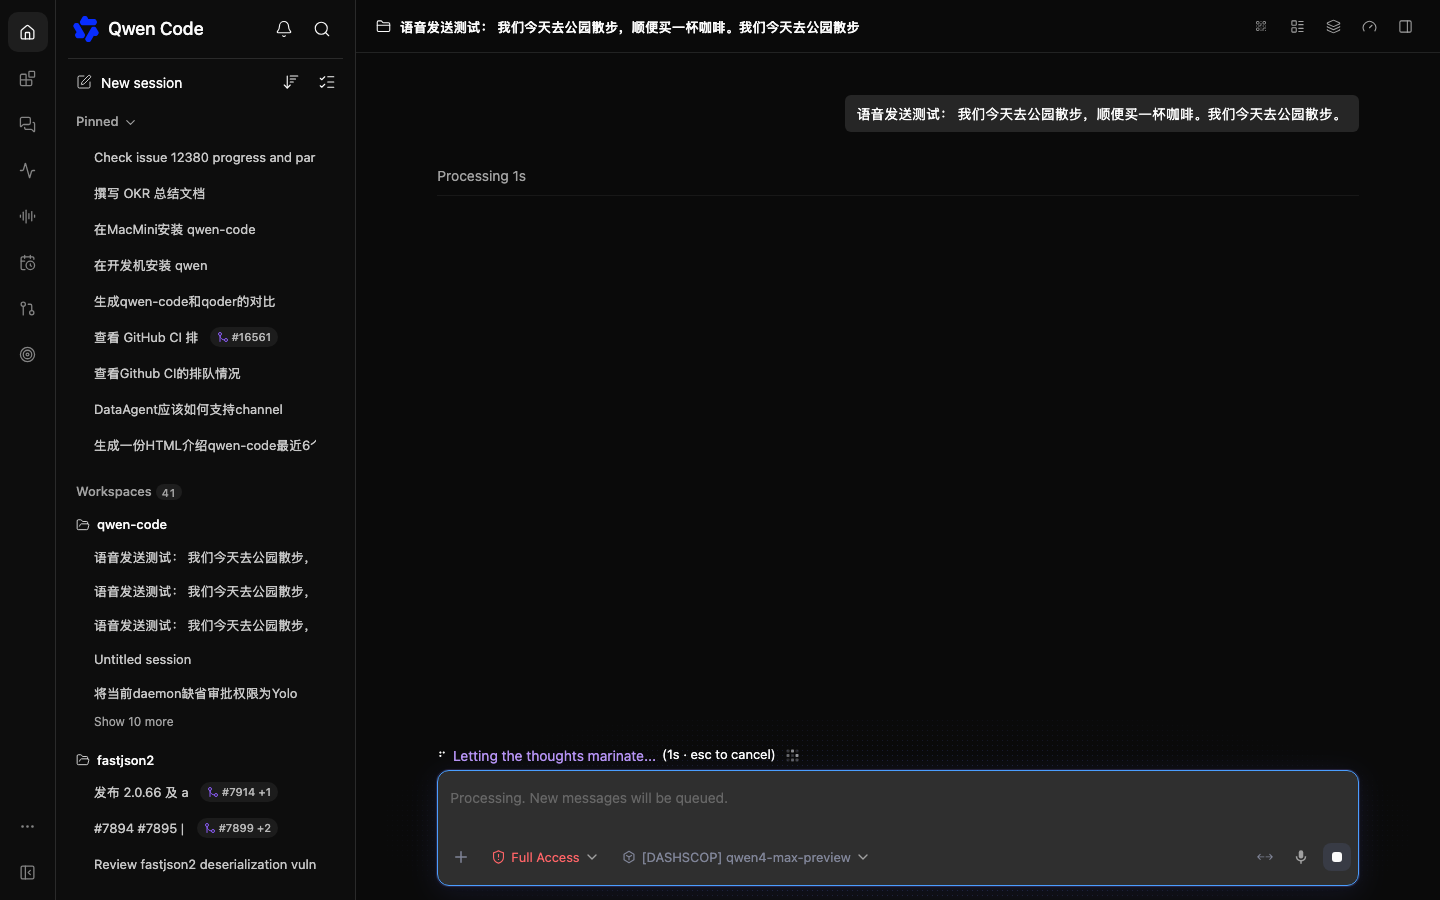 Qwen Code
New session
Pinned
Check issue 12380 progress and par
撰写 OKR 总结文档
在MacMini安装 qwen-code
在开发机安装 qwen
生成qwen-code和qoder的对比
查看 GitHub CI 排 #16561
查看Github CI的排队情况
DataAgent应该如何支持channel
生成一份HTML介绍qwen-code最近6
Workspaces 41
qwen-code
语音发送测试： 我们今天去公园散步，
语音发送测试： 我们今天去公园散步，
语音发送测试： 我们今天去公园散步，
Untitled session
将当前daemon缺省审批权限为Yolo
Show 10 more
fastjson2
发布 2.0.66 及 a #7914 +1
#7894 #7895 | #7899 +2
Review fastjson2 deserialization vuln
语音发送测试： 我们今天去公园散步，顺便买一杯咖啡。我们今天去公园散步
语音发送测试： 我们今天去公园散步，顺便买一杯咖啡。我们今天去公园散步。
Processing 1s
Letting the thoughts marinate... (1s · esc to cancel)
Processing. New messages will be queued.
Full Access [DASHSCOP] qwen4-max-preview